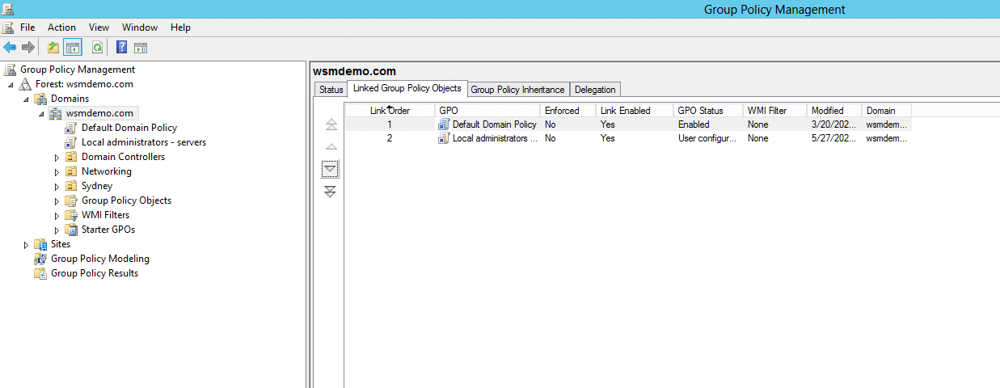 Group Policy Management
File Action View Window Help
Group Policy Management
Forest: wsmdemo.com
Domains
wsmdemo.com
Default Domain Policy
Local administrators - servers
Domain Controllers
Networking
Sydney
Group Policy Objects
WMI Filters
Starter GPOs
Sites
Group Policy Modeling
Group Policy Results
wsmdemo.com
Status Linked Group Policy Objects Group Policy Inheritance Delegation
Link Order GPO Enforced Link Enabled GPO Status WMI Filter Modified Domain
1 Default Domain Policy No Yes Enabled None 3/20/202... wsmdem...
2 Local administrators ... No Yes User configur... None 5/27/202... wsmdem...